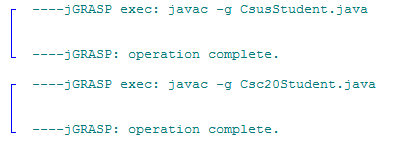 ----jGRASP exec: javac -g CsusStudent.java
----jGRASP: operation complete.
----jGRASP exec: javac -g Csc20Student.java
----jGRASP: operation complete.